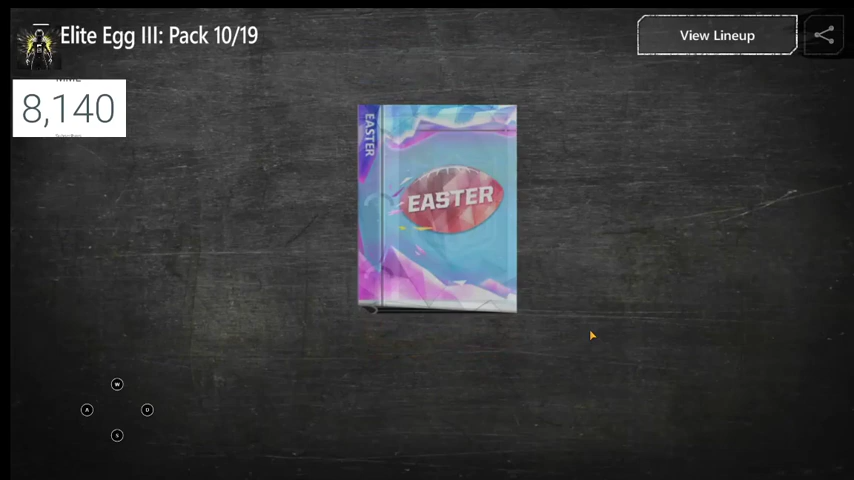 Elite Egg III: Pack 10/19
View Lineup
8,140
EASTER
EASTER
W
A
D
S